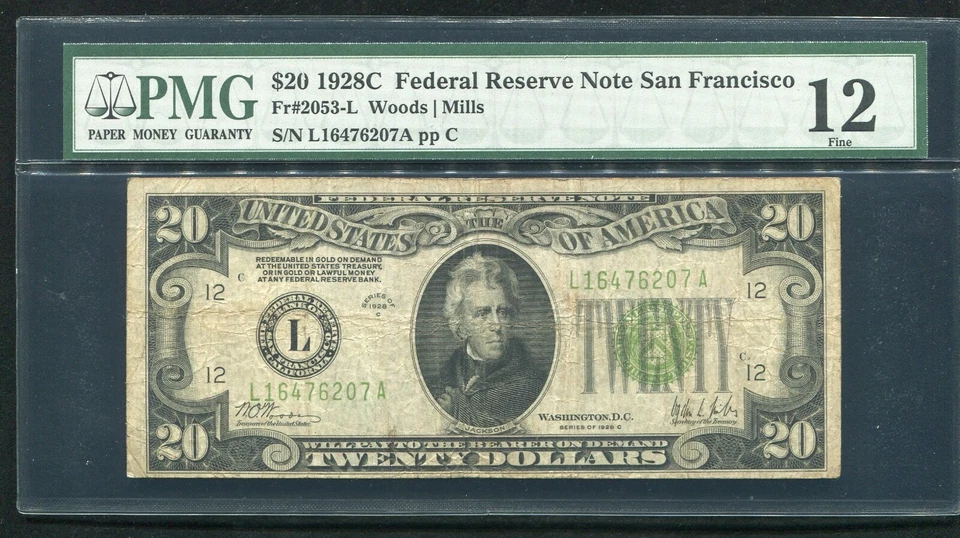 PMG
PAPER MONEY GUARANTY
$20 1928C Federal Reserve Note San Francisco
Fr#2053-L Woods | Mills
S/N L16476207A pp C
12
Fine
FEDERAL RESERVE NOTE
20
UNITED STATES THE OF AMERICA
20
REDEEMABLE IN GOLD ON DEMAND
AT THE UNITED STATES TREASURY,
OR IN GOLD OR LAWFUL MONEY
AT ANY FEDERAL RESERVE BANK.
C
12
SERIES OF
1928
C
L16476207A
12
L
SAN FRANCISCO
CALIFORNIA
TWENTY
C
12
12
L16476207A
WASHINGTON, D.C.
SERIES OF 1928 C
Treasurer of the United States
Secretary of the Treasury
JACKSON
20
WILL PAY TO THE BEARER ON DEMAND
TWENTY DOLLARS
20